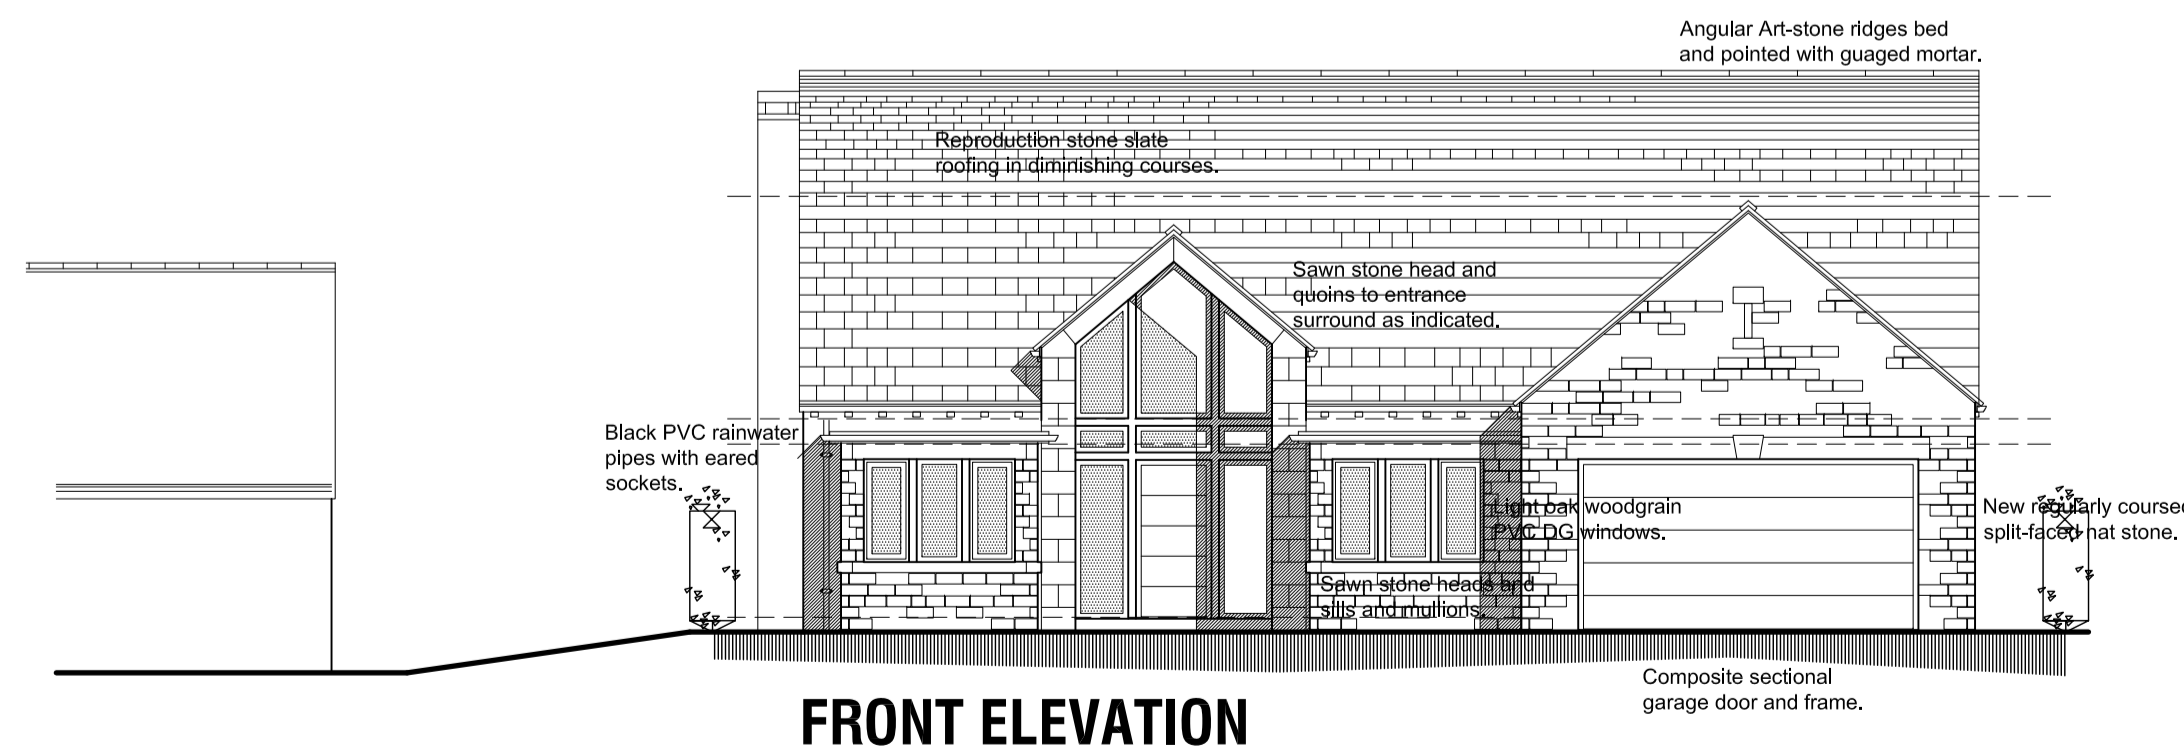 Angular Art-stone ridges bed
and pointed with guaged mortar.
Reproduction stone slate
roofing in diminishing courses.
Sawn stone head and
quoins to entrance
surround as indicated.
Black PVC rainwater
pipes with eared
sockets.
Light oak woodgrain
PVC DG windows.
New regularly coursed
split-faced nat stone.
Sawn stone heads and
sills and mullions.
Composite sectional
garage door and frame.
FRONT ELEVATION